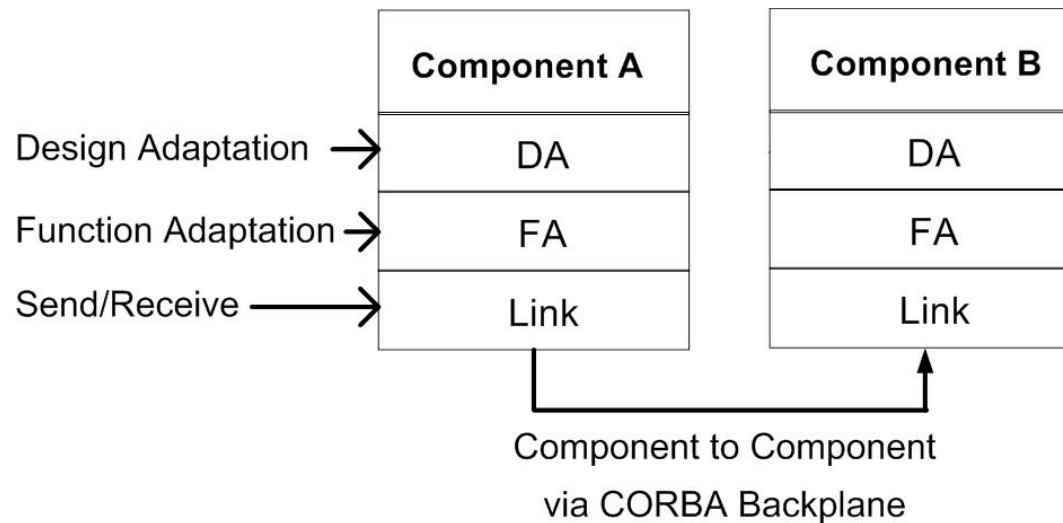 Component A
Component B
Design Adaptation
DA
DA
Function Adaptation
FA
FA
Send/Receive
Link
Link
Component to Component
via CORBA Backplane